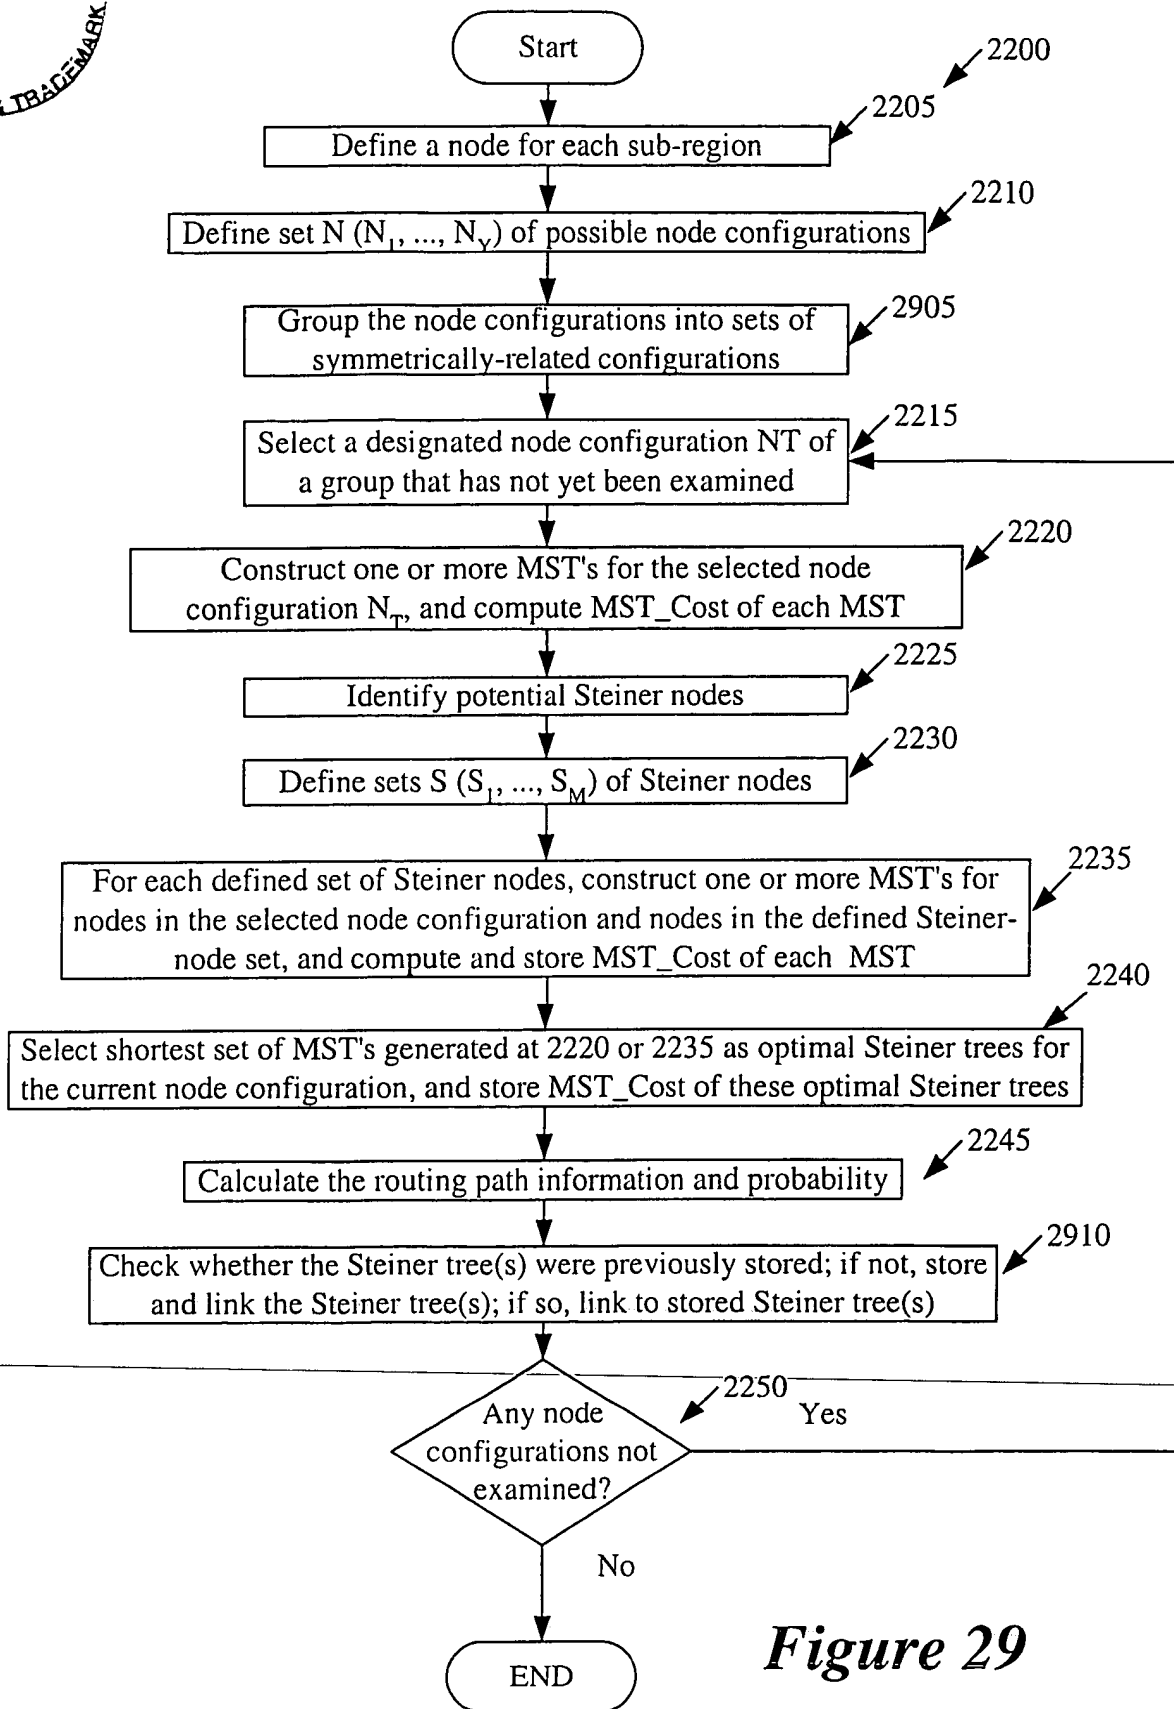 TRADEMARK
Start
2200
2205
Define a node for each sub-region
2210
Define set N (N1, ..., NY) of possible node configurations
2905
Group the node configurations into sets of
symmetrically-related configurations
2215
Select a designated node configuration NT of
a group that has not yet been examined
2220
Construct one or more MST's for the selected node
configuration NT, and compute MST_Cost of each MST
2225
Identify potential Steiner nodes
2230
Define sets S (S1, ..., SM) of Steiner nodes
2235
For each defined set of Steiner nodes, construct one or more MST's for
nodes in the selected node configuration and nodes in the defined Steiner-
node set, and compute and store MST_Cost of each MST
2240
Select shortest set of MST's generated at 2220 or 2235 as optimal Steiner trees for
the current node configuration, and store MST_Cost of these optimal Steiner trees
2245
Calculate the routing path information and probability
2910
Check whether the Steiner tree(s) were previously stored; if not, store
and link the Steiner tree(s); if so, link to stored Steiner tree(s)
2250
Any node
configurations not
examined?
Yes
No
END
Figure 29